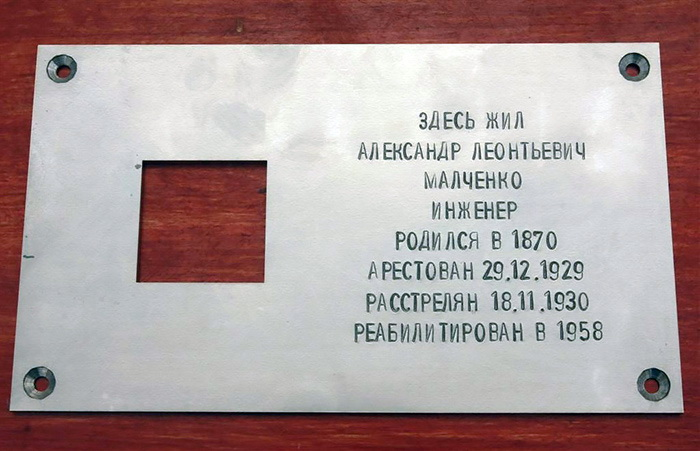 ЗДЕСЬ ЖИЛ
АЛЕКСАНДР ЛЕОНТЬЕВИЧ
МАЛЧЕНКО
ИНЖЕНЕР
РОДИЛСЯ В 1870
АРЕСТОВАН 29.12.1929
РАССТРЕЛЯН 18.11.1930
РЕАБИЛИТИРОВАН В 1958